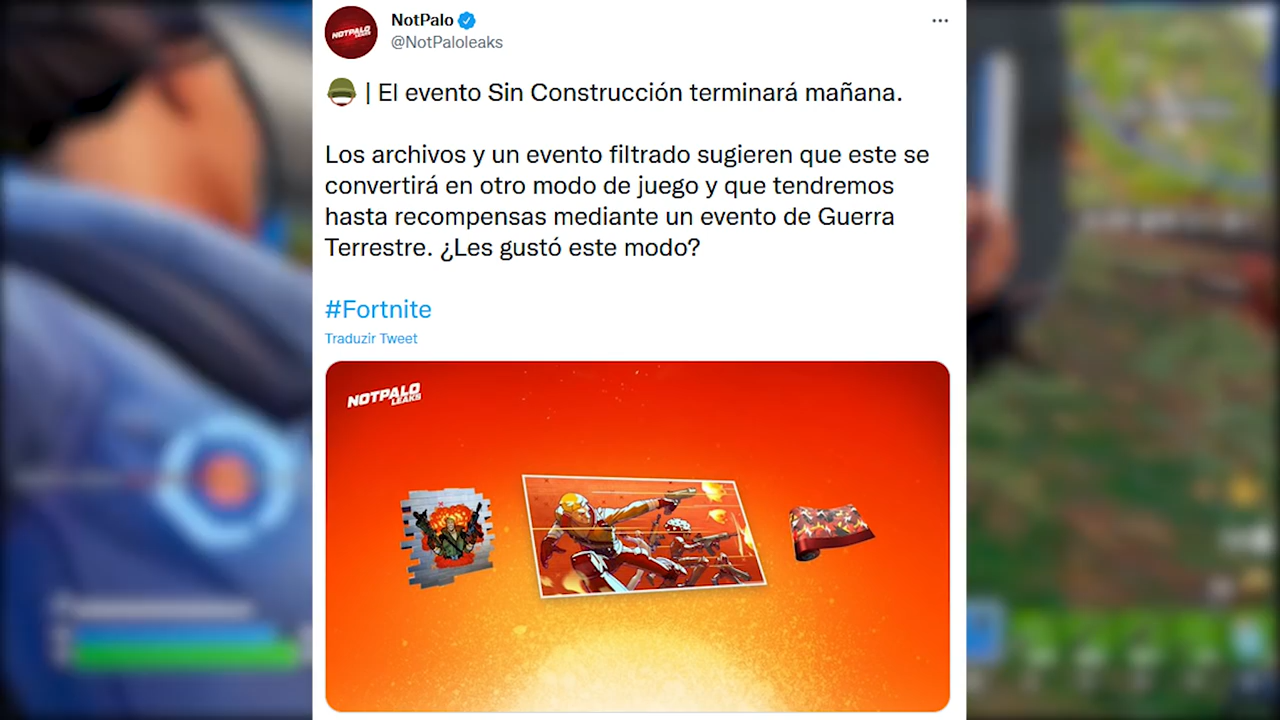 NOTPALO
LEAKS
NotPalo
@NotPaloleaks
| El evento Sin Construcción terminará mañana.
Los archivos y un evento filtrado sugieren que este se
convertirá en otro modo de juego y que tendremos
hasta recompensas mediante un evento de Guerra
Terrestre. ¿Les gustó este modo?
#Fortnite
Traduzir Tweet
NOTPALO
LEAKS